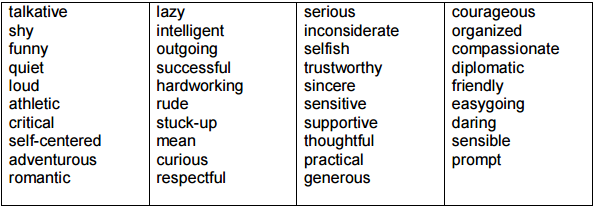 talkative
shy
funny
quiet
loud
athletic
critical
self-centered
adventurous
romantic
lazy
intelligent
outgoing
successful
hardworking
rude
stuck-up
mean
curious
respectful
serious
inconsiderate
selfish
trustworthy
sincere
sensitive
supportive
thoughtful
practical
generous
courageous
organized
compassionate
diplomatic
friendly
easygoing
daring
sensible
prompt